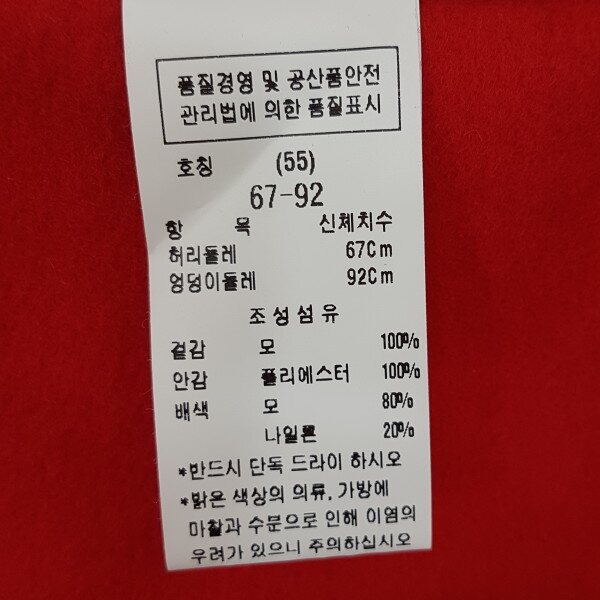 품질경영 및 공산품안전
관리법에 의한 품질표시
호칭 (55)
67-92
항 목 신체치수
허리둘레 67Cm
엉덩이둘레 92Cm
조성섬유
겉감 모 100%
안감 폴리에스터 100%
배색 모 80%
나일론 20%
*반드시 단독 드라이 하시오
*밝은 색상의 의류, 가방에
마찰과 수분으로 인해 이염의
우려가 있으니 주의하십시오